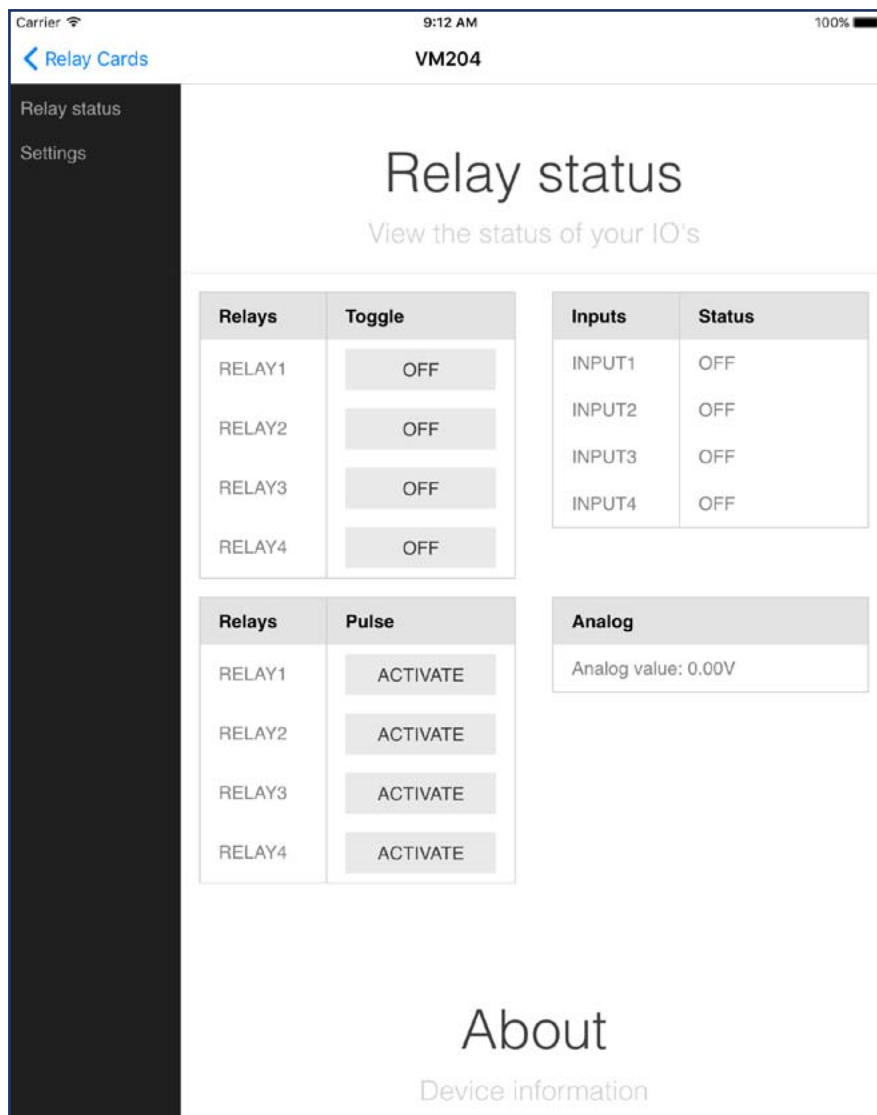 Carrier 9:12 AM 100%
Relay Cards VM204
Relay status
Settings
Relay status
View the status of your IO's
Relays Toggle
RELAY1 OFF
RELAY2 OFF
RELAY3 OFF
RELAY4 OFF
Inputs Status
INPUT1 OFF
INPUT2 OFF
INPUT3 OFF
INPUT4 OFF
Relays Pulse
RELAY1 ACTIVATE
RELAY2 ACTIVATE
RELAY3 ACTIVATE
RELAY4 ACTIVATE
Analog
Analog value: 0.00V
About
Device information